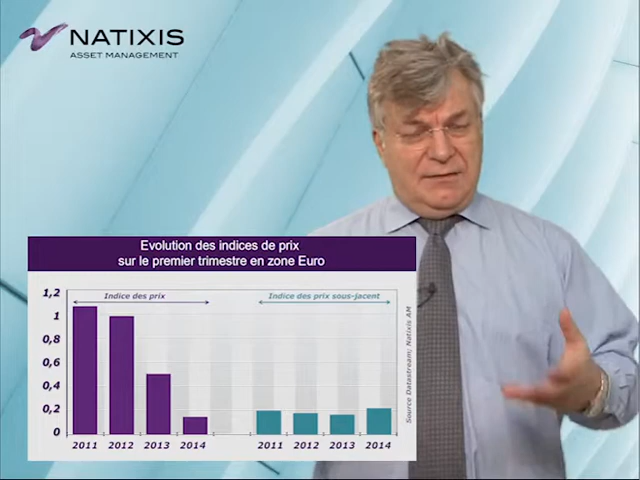 NATIXIS
ASSET MANAGEMENT
Evolution des indices de prix
sur le premier trimestre en zone Euro
1,2
1
0,8
0,6
0,4
0,2
0
Indice des prix
Indice des prix sous-jacent
2011 2012 2013 2014
2011 2012 2013 2014
Source Datastream; Natixis AM